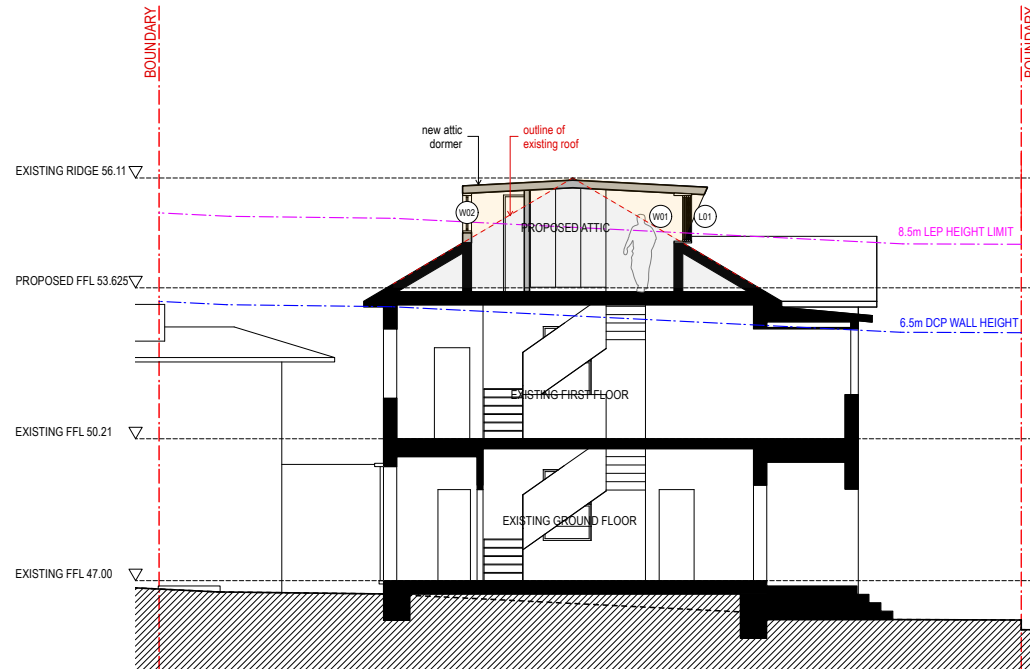 BOUNDARY
BOUNDARY
new attic
dormer
outline of
existing roof
EXISTING RIDGE 56.11
W02
W01
L01
PROPOSED ATTIC
8.5m LEP HEIGHT LIMIT
PROPOSED FFL 53.625
6.5m DCP WALL HEIGHT
EXISTING FIRST FLOOR
EXISTING FFL 50.21
EXISTING GROUND FLOOR
EXISTING FFL 47.00